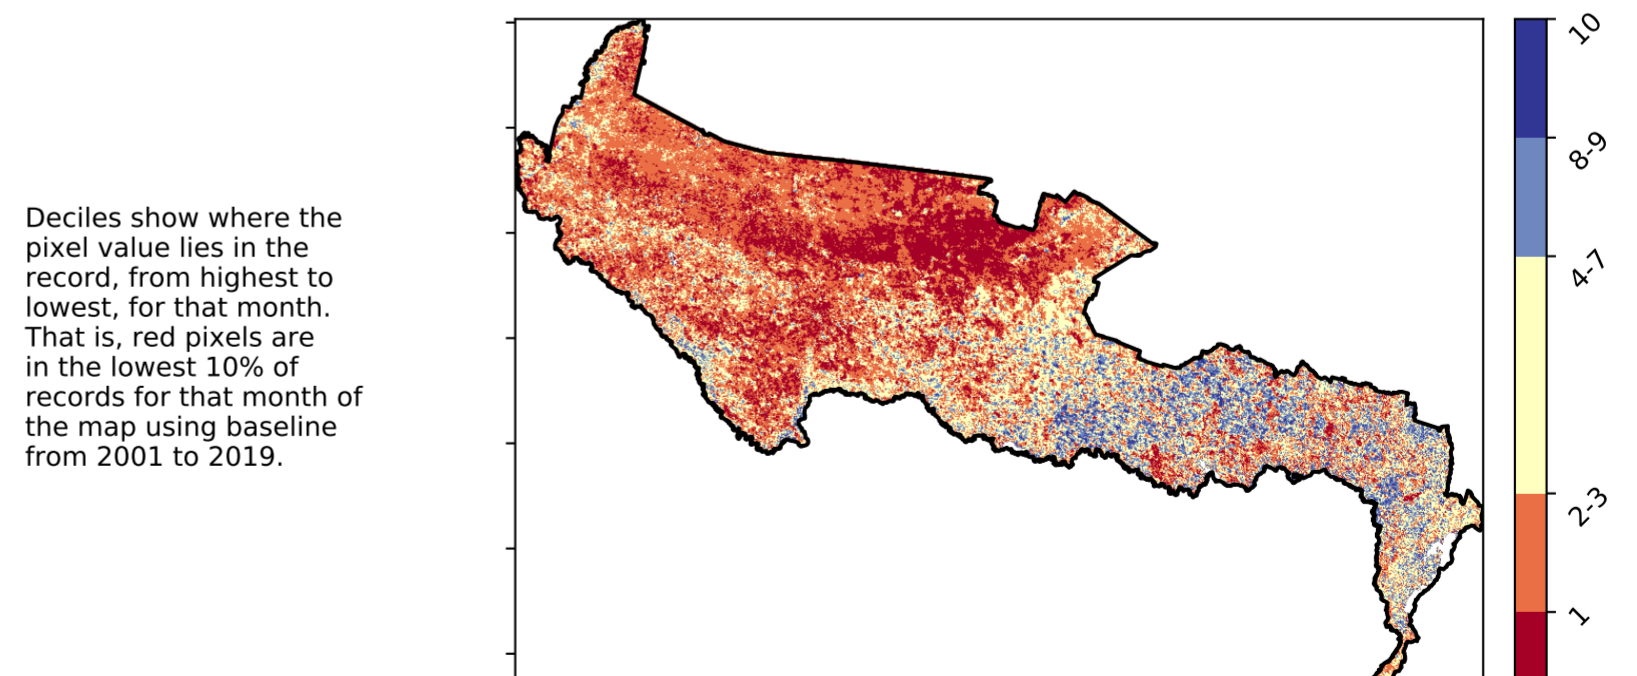 Deciles show where the
pixel value lies in the
record, from highest to
lowest, for that month.
That is, red pixels are
in the lowest 10% of
records for that month of
the map using baseline
from 2001 to 2019.
10
8-9
4-7
2-3
1